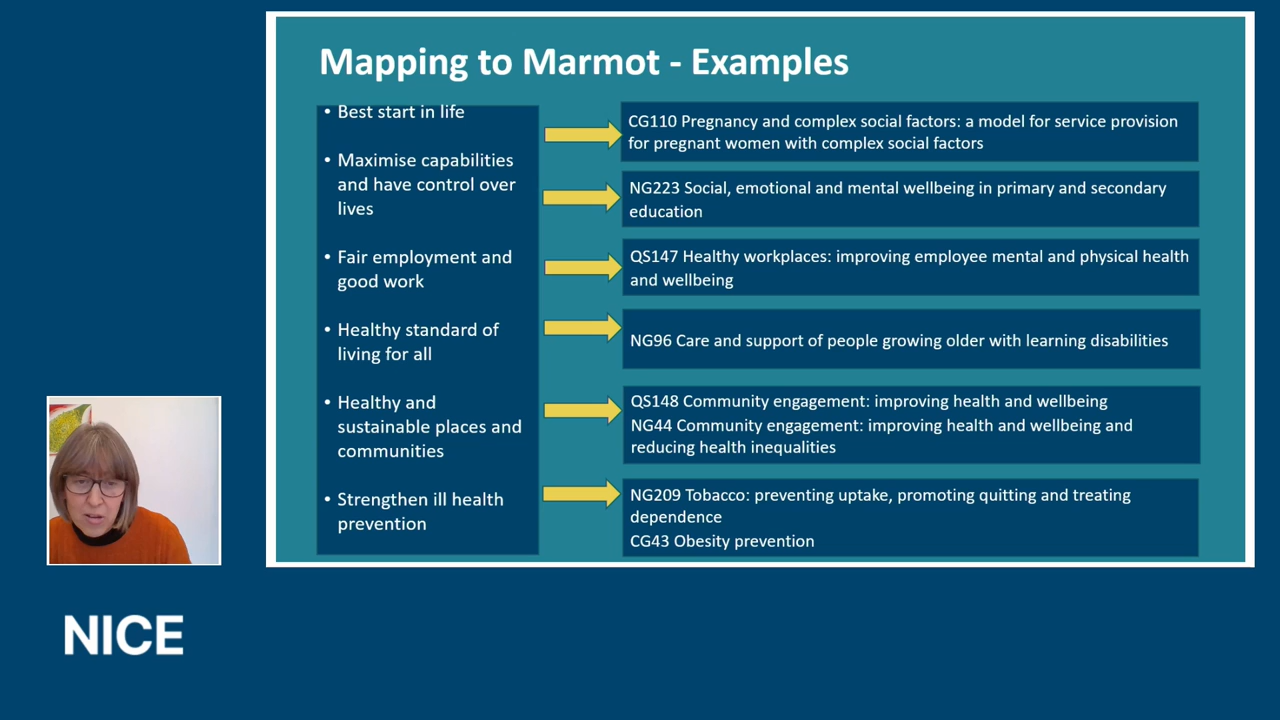 Mapping to Marmot - Examples
• Best start in life
• Maximise capabilities
and have control over
lives
• Fair employment and
good work
• Healthy standard of
living for all
• Healthy and
sustainable places and
communities
• Strengthen ill health
prevention
CG110 Pregnancy and complex social factors: a model for service provision
for pregnant women with complex social factors
NG223 Social, emotional and mental wellbeing in primary and secondary
education
QS147 Healthy workplaces: improving employee mental and physical health
and wellbeing
NG96 Care and support of people growing older with learning disabilities
QS148 Community engagement: improving health and wellbeing
NG44 Community engagement: improving health and wellbeing and
reducing health inequalities
NG209 Tobacco: preventing uptake, promoting quitting and treating
dependence
CG43 Obesity prevention
NICE